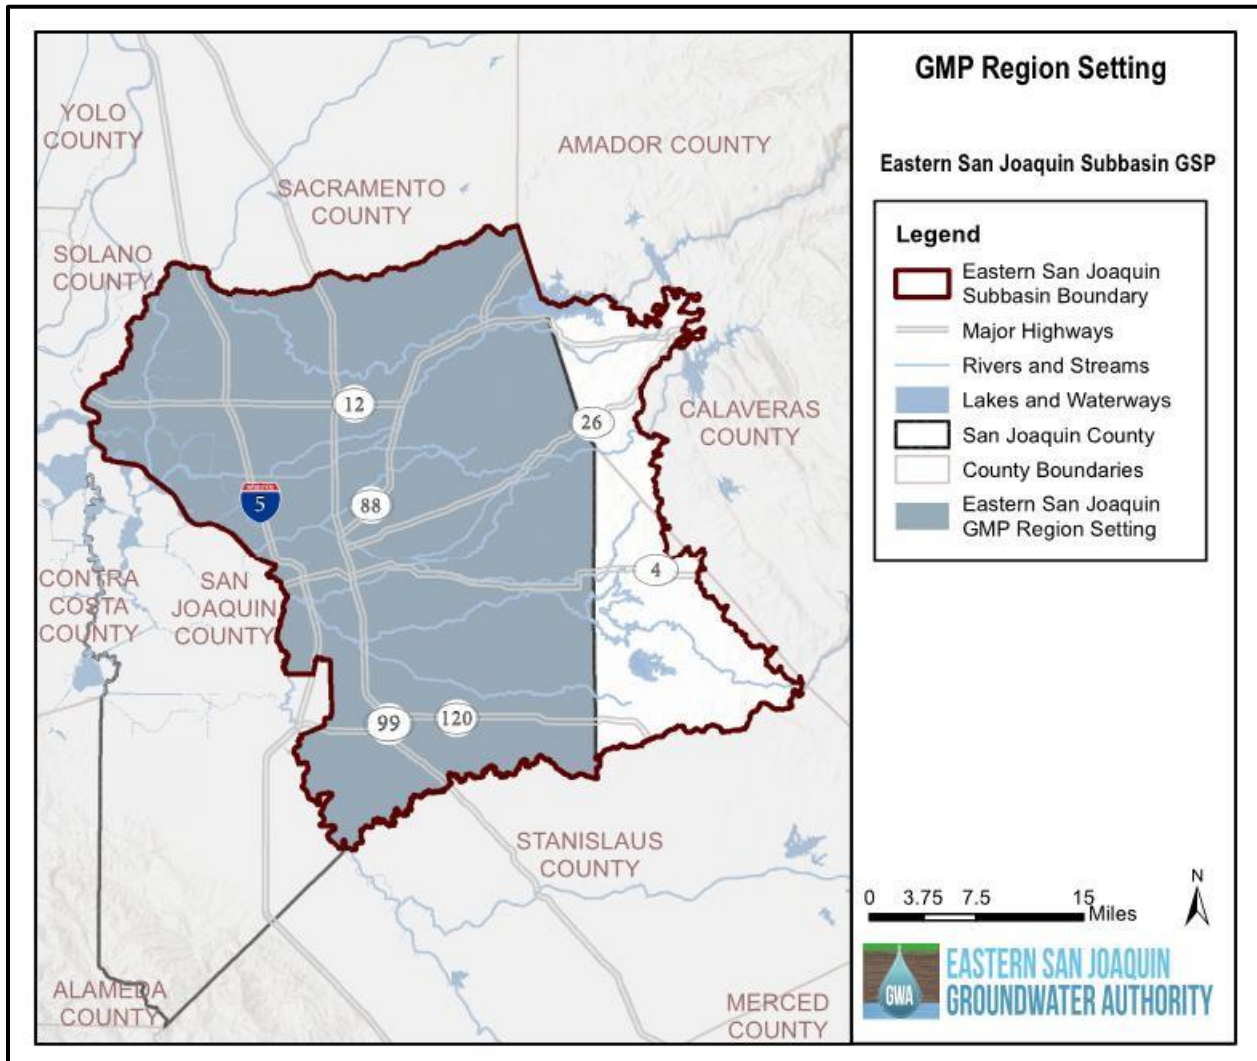 GMP Region Setting
Eastern San Joaquin Subbasin GSP
Legend
Eastern San Joaquin
Subbasin Boundary
Major Highways
Rivers and Streams
Lakes and Waterways
San Joaquin County
County Boundaries
Eastern San Joaquin
GMP Region Setting
YOLO
COUNTY
AMADOR COUNTY
SACRAMENTO
COUNTY
SOLANO
COUNTY
12
26
CALAVERAS
COUNTY
5
88
4
CONTRA
COSTA
COUNTY
SAN
JOAQUIN
COUNTY
99
120
STANISLAUS
COUNTY
ALAMEDA
COUNTY
MERCED
COUNTY
N
0 3.75 7.5 15
Miles
GWA
EASTERN SAN JOAQUIN
GROUNDWATER AUTHORITY